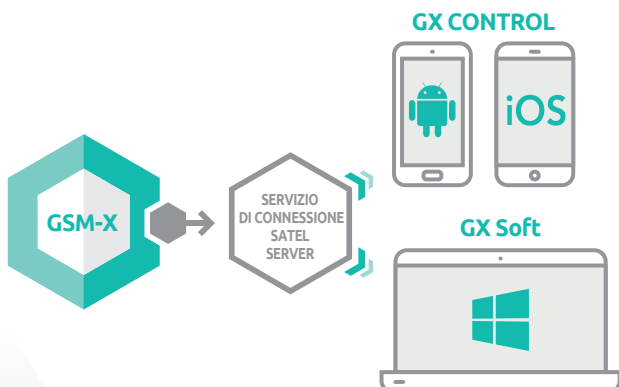 GX CONTROL
iOS
GSM-X
SERVIZIO
DI CONNESSIONE
SATEL
SERVER
GX Soft